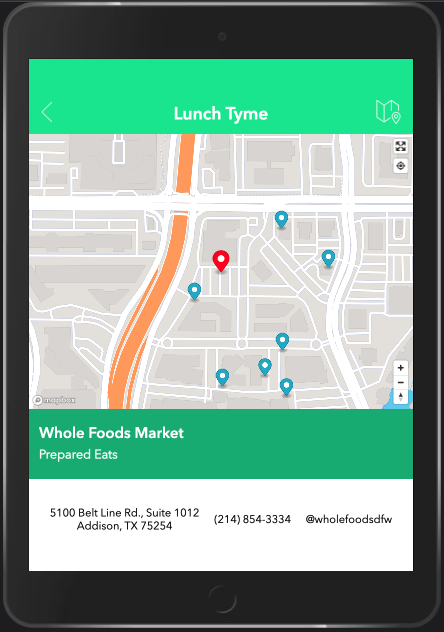 Lunch Tyme
+
−
mapbox
Whole Foods Market
Prepared Eats
5100 Belt Line Rd., Suite 1012
Addison, TX 75254
(214) 854-3334
@wholefoodsdfw